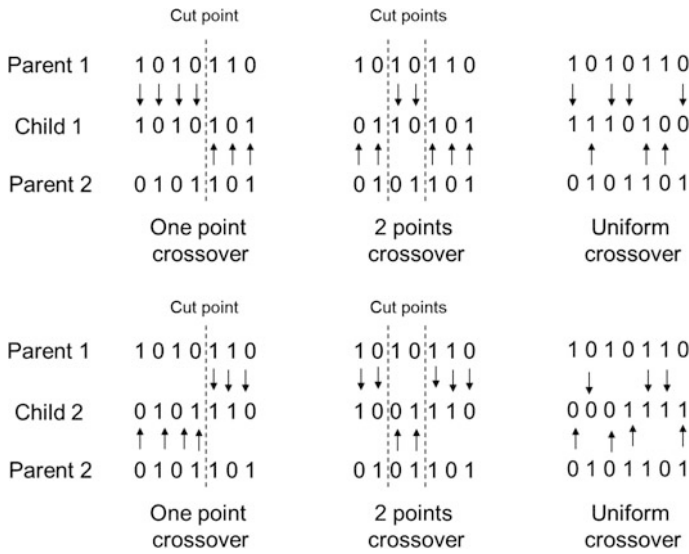 Cut point Cut points
Parent 1 1 0 1 0 1 1 0 1 0 1 0 1 1 0 1 0 1 0 1 1 0
Child 1 1 0 1 0 1 0 1 0 1 1 0 1 0 1 1 1 1 0 1 0 0
Parent 2 0 1 0 1 1 0 1 0 1 0 1 1 0 1 0 1 0 1 1 0 1
One point 2 points Uniform
crossover crossover crossover
Cut point Cut points
Parent 1 1 0 1 0 1 1 0 1 0 1 0 1 1 0 1 0 1 0 1 1 0
Child 2 0 1 0 1 1 1 0 1 0 0 1 1 1 0 0 0 0 1 1 1 1
Parent 2 0 1 0 1 1 0 1 0 1 0 1 1 0 1 0 1 0 1 1 0 1
One point 2 points Uniform
crossover crossover crossover